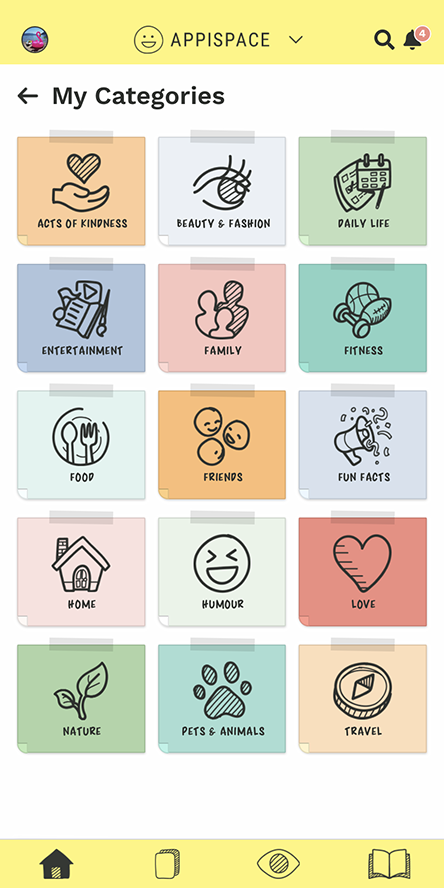 APPISPACE
4
My Categories
ACTS OF KINDNESS
BEAUTY & FASHION
DAILY LIFE
ENTERTAINMENT
FAMILY
FITNESS
FOOD
FRIENDS
FUN FACTS
HOME
HUMOUR
LOVE
NATURE
PETS & ANIMALS
TRAVEL